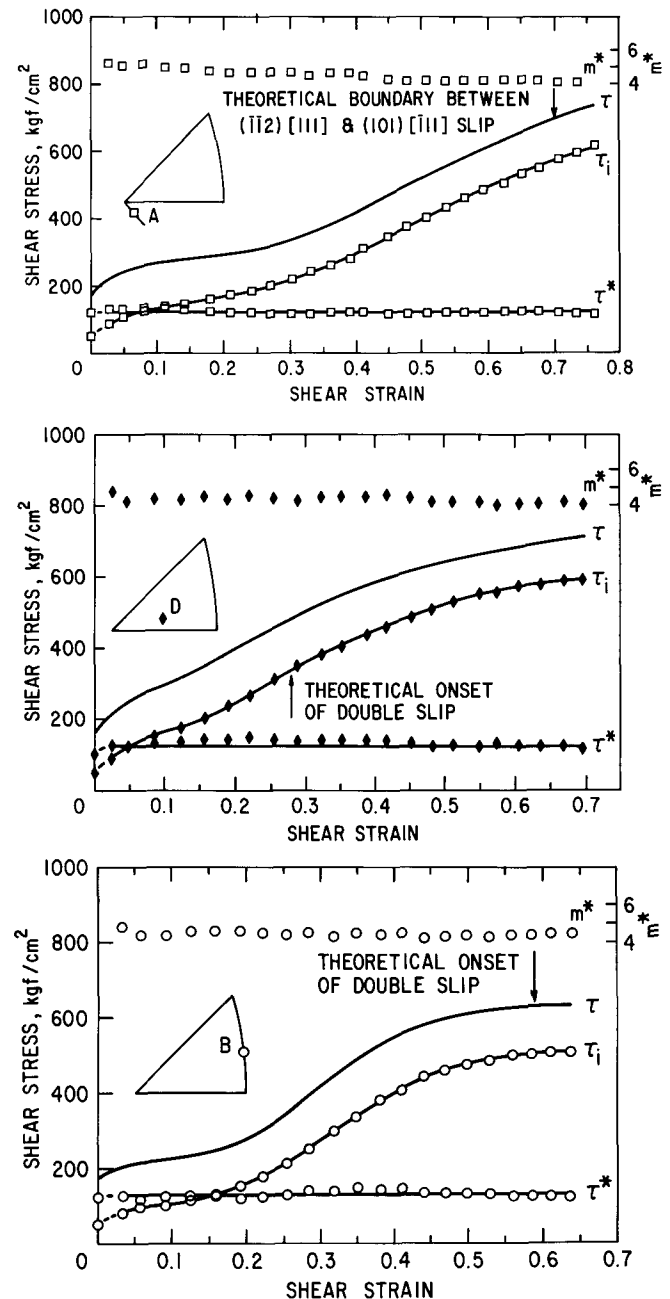 1000
800
600
400
200
0
SHEAR STRESS, kgf/cm²
m* 6
4
*m
THEORETICAL BOUNDARY BETWEEN
(1̄1̄2)[111] & (101)[1̄11] SLIP
τ
τi
τ*
A
0 0.1 0.2 0.3 0.4 0.5 0.6 0.7 0.8
SHEAR STRAIN
1000
800
600
400
200
0
SHEAR STRESS, kgf/cm²
m* 6
4
*m
τ
τi
D
THEORETICAL ONSET
OF DOUBLE SLIP
τ*
0 0.1 0.2 0.3 0.4 0.5 0.6 0.7
SHEAR STRAIN
1000
800
600
400
200
0
SHEAR STRESS, kgf/cm²
m* 6
4
*m
THEORETICAL ONSET
OF DOUBLE SLIP
τ
B
τi
τ*
0 0.1 0.2 0.3 0.4 0.5 0.6 0.7
SHEAR STRAIN